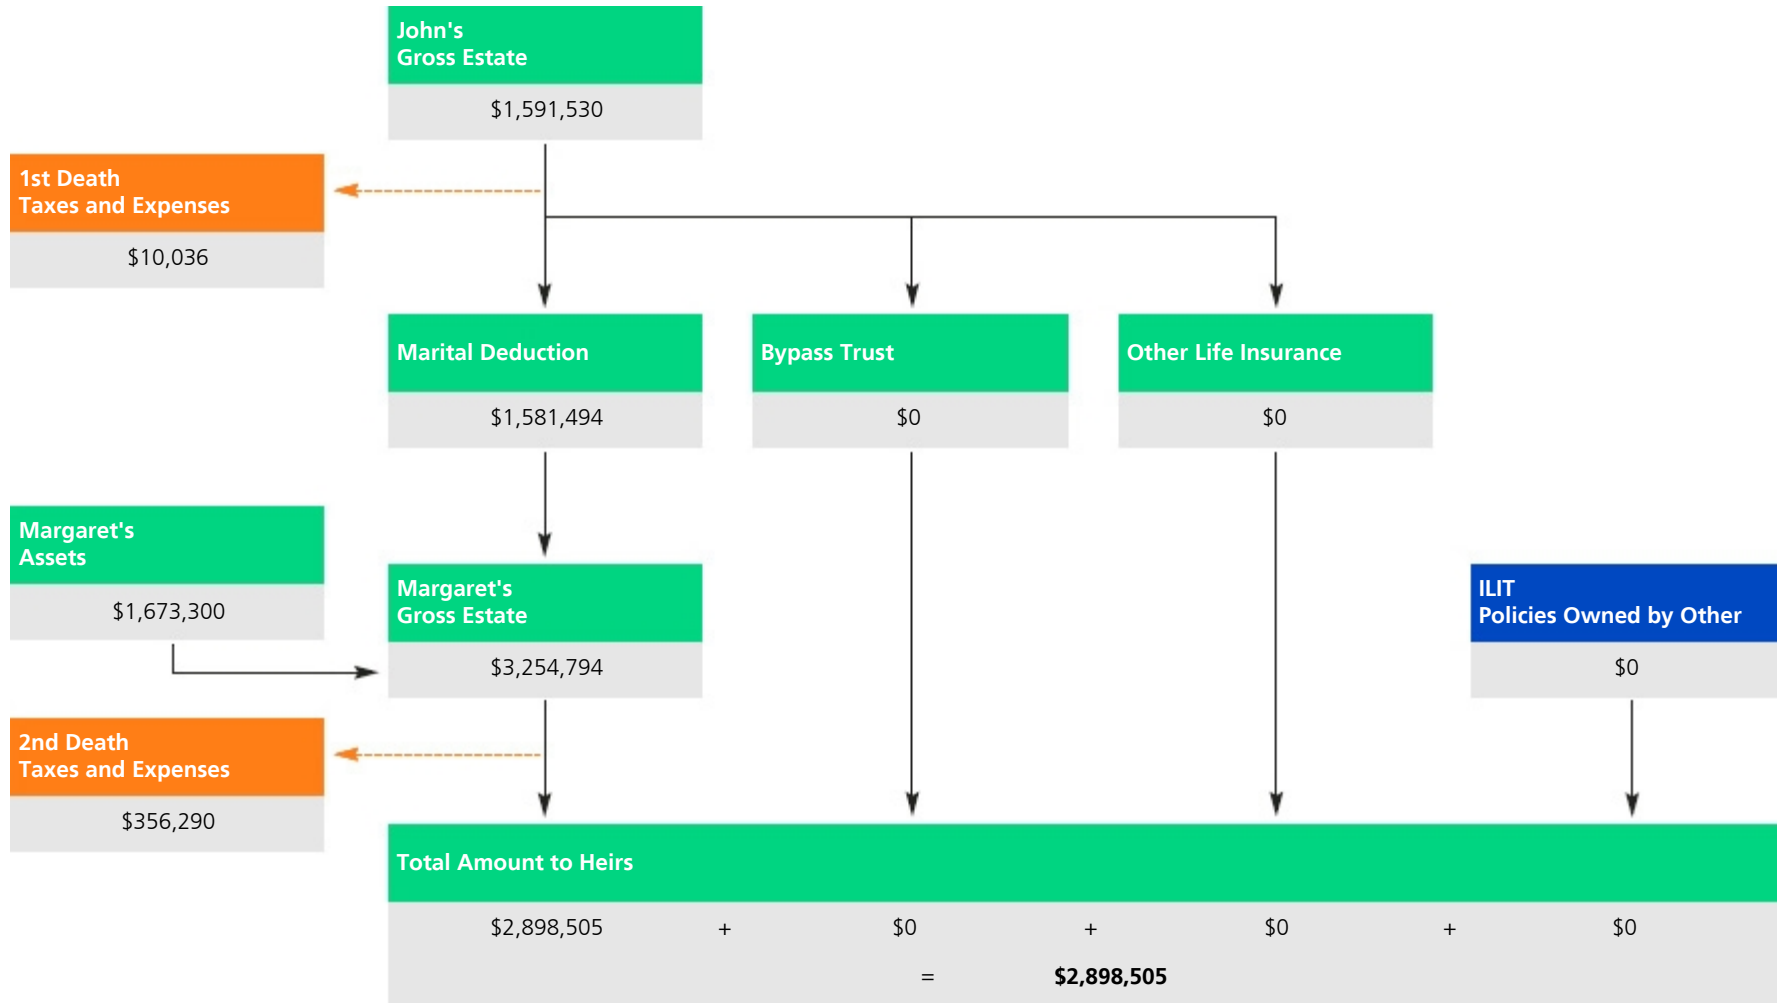 John's
Gross Estate
$1,591,530
1st Death
Taxes and Expenses
$10,036
Marital Deduction
$1,581,494
Bypass Trust
$0
Other Life Insurance
$0
Margaret's
Assets
$1,673,300
Margaret's
Gross Estate
$3,254,794
ILIT
Policies Owned by Other
$0
2nd Death
Taxes and Expenses
$356,290
Total Amount to Heirs
$2,898,505 + $0 + $0 + $0
= $2,898,505